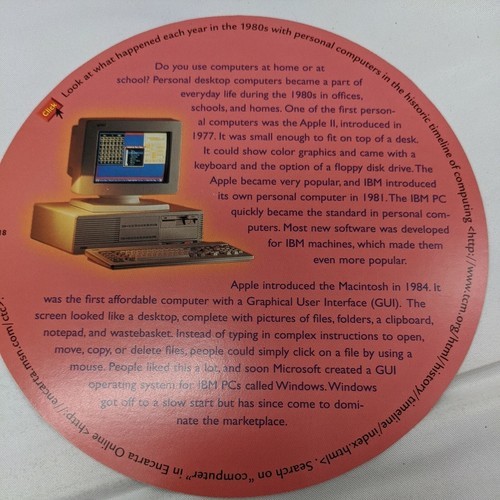 Click
Look at what happened each year in the 1980s with personal computers in the historic timeline of computing <http://www.tcm.org/html/history/timeline/index.html>. Search on "computer" in Encarta Online <http://encarta.msn.com/
Do you use computers at home or at
school? Personal desktop computers became a part of
everyday life during the 1980s in offices,
schools, and homes. One of the first person-
al computers was the Apple II, introduced in
1977. It was small enough to fit on top of a desk.
It could show color graphics and came with a
keyboard and the option of a floppy disk drive. The
Apple became very popular, and IBM introduced
its own personal computer in 1981. The IBM PC
quickly became the standard in personal com-
puters. Most new software was developed
for IBM machines, which made them
even more popular.
18
Apple introduced the Macintosh in 1984. It
was the first affordable computer with a Graphical User Interface (GUI). The
screen looked like a desktop, complete with pictures of files, folders, a clipboard,
notepad, and wastebasket. Instead of typing in complex instructions to open,
move, copy, or delete files, people could simply click on a file by using a
mouse. People liked this a lot, and soon Microsoft created a GUI
operating system for IBM PCs called Windows. Windows
got off to a slow start but has since come to domi-
nate the marketplace.